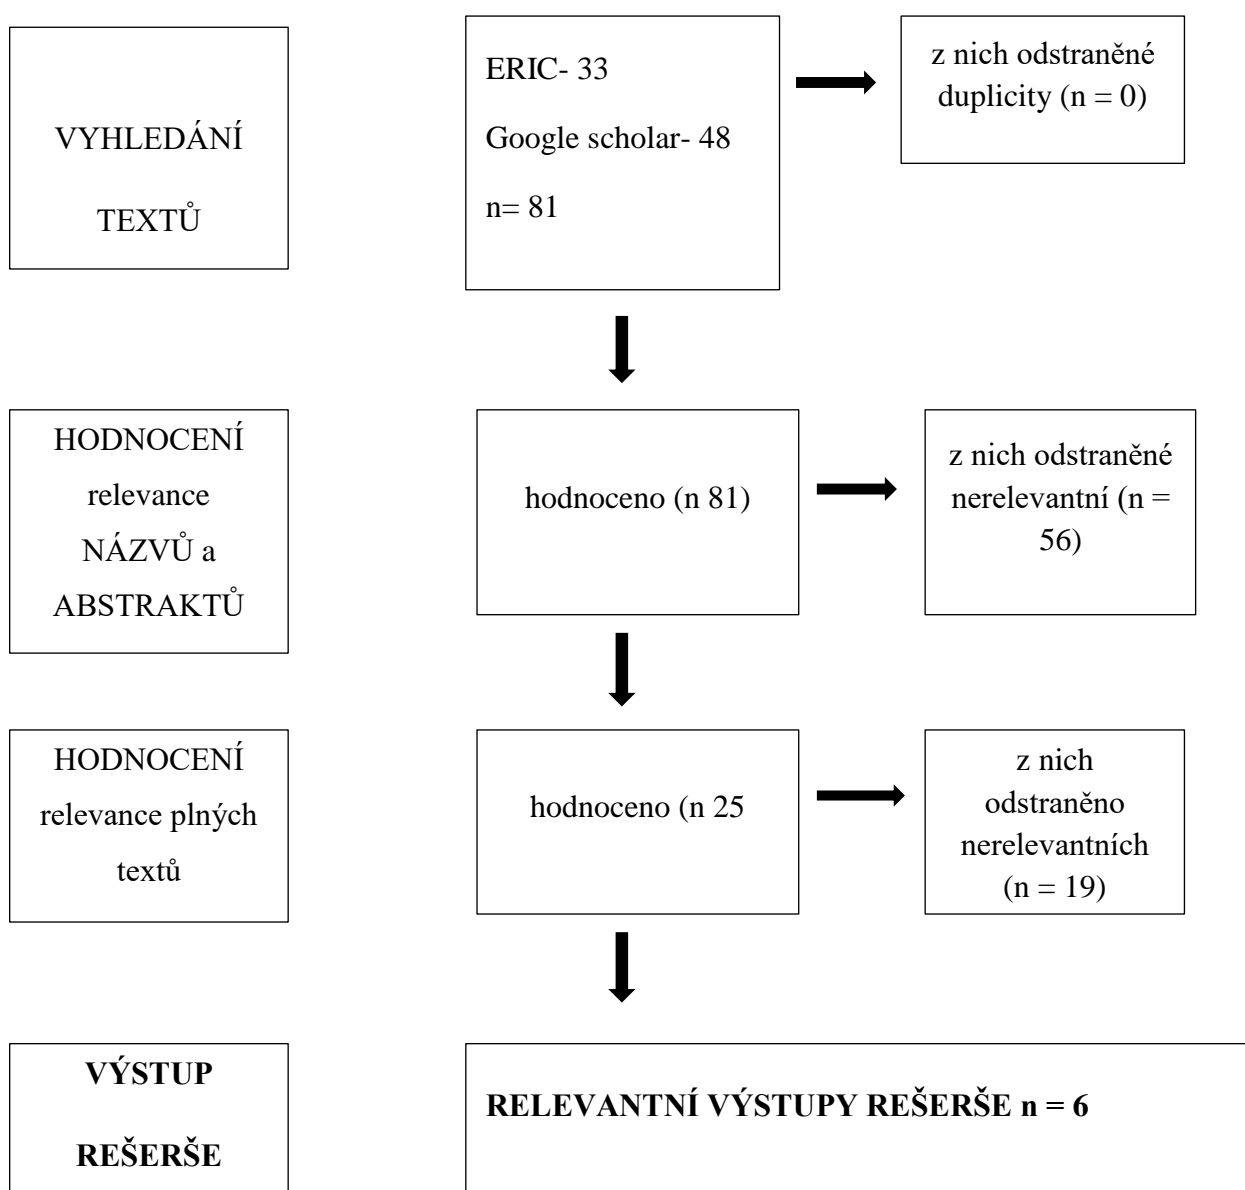 VYHLEDÁNÍ
TEXTŮ
ERIC- 33
Google scholar- 48
n= 81
z nich odstraněné
duplicity (n = 0)
HODNOCENÍ
relevance
NÁZVŮ a
ABSTRAKTŮ
hodnoceno (n 81)
z nich odstraněné
nerelevantní (n =
56)
HODNOCENÍ
relevance plných
textů
hodnoceno (n 25
z nich
odstraněno
nerelevantních
(n = 19)
VÝSTUP
REŠERŠE
RELEVANTNÍ VÝSTUPY REŠERŠE n = 6